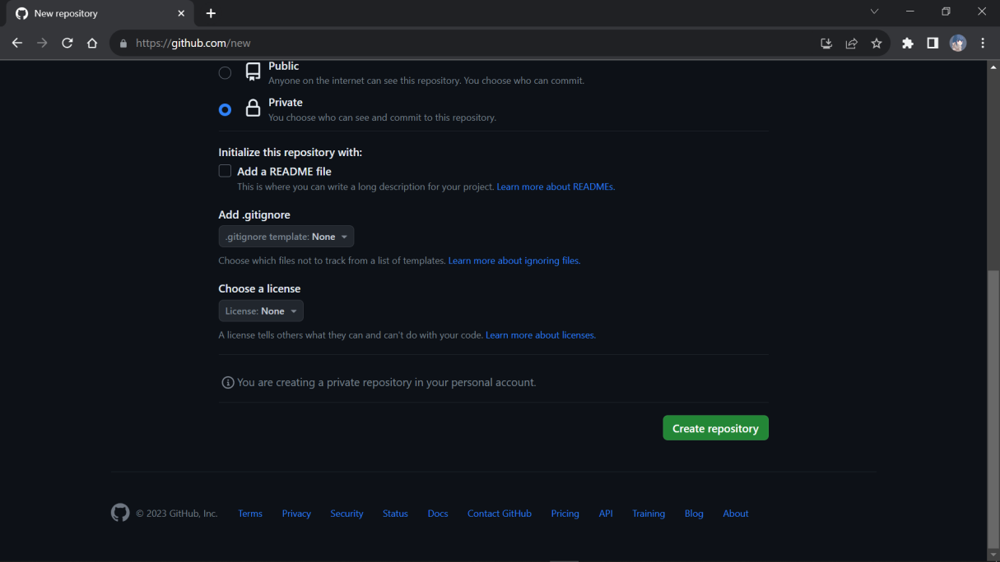 New repository
https://github.com/new
Public
Anyone on the internet can see this repository. You choose who can commit.
Private
You choose who can see and commit to this repository.
Initialize this repository with:
Add a README file
This is where you can write a long description for your project. Learn more about READMEs.
Add .gitignore
.gitignore template: None
Choose which files not to track from a list of templates. Learn more about ignoring files.
Choose a license
License: None
A license tells others what they can and can't do with your code. Learn more about licenses.
You are creating a private repository in your personal account.
Create repository
© 2023 GitHub, Inc. Terms Privacy Security Status Docs Contact GitHub Pricing API Training Blog About